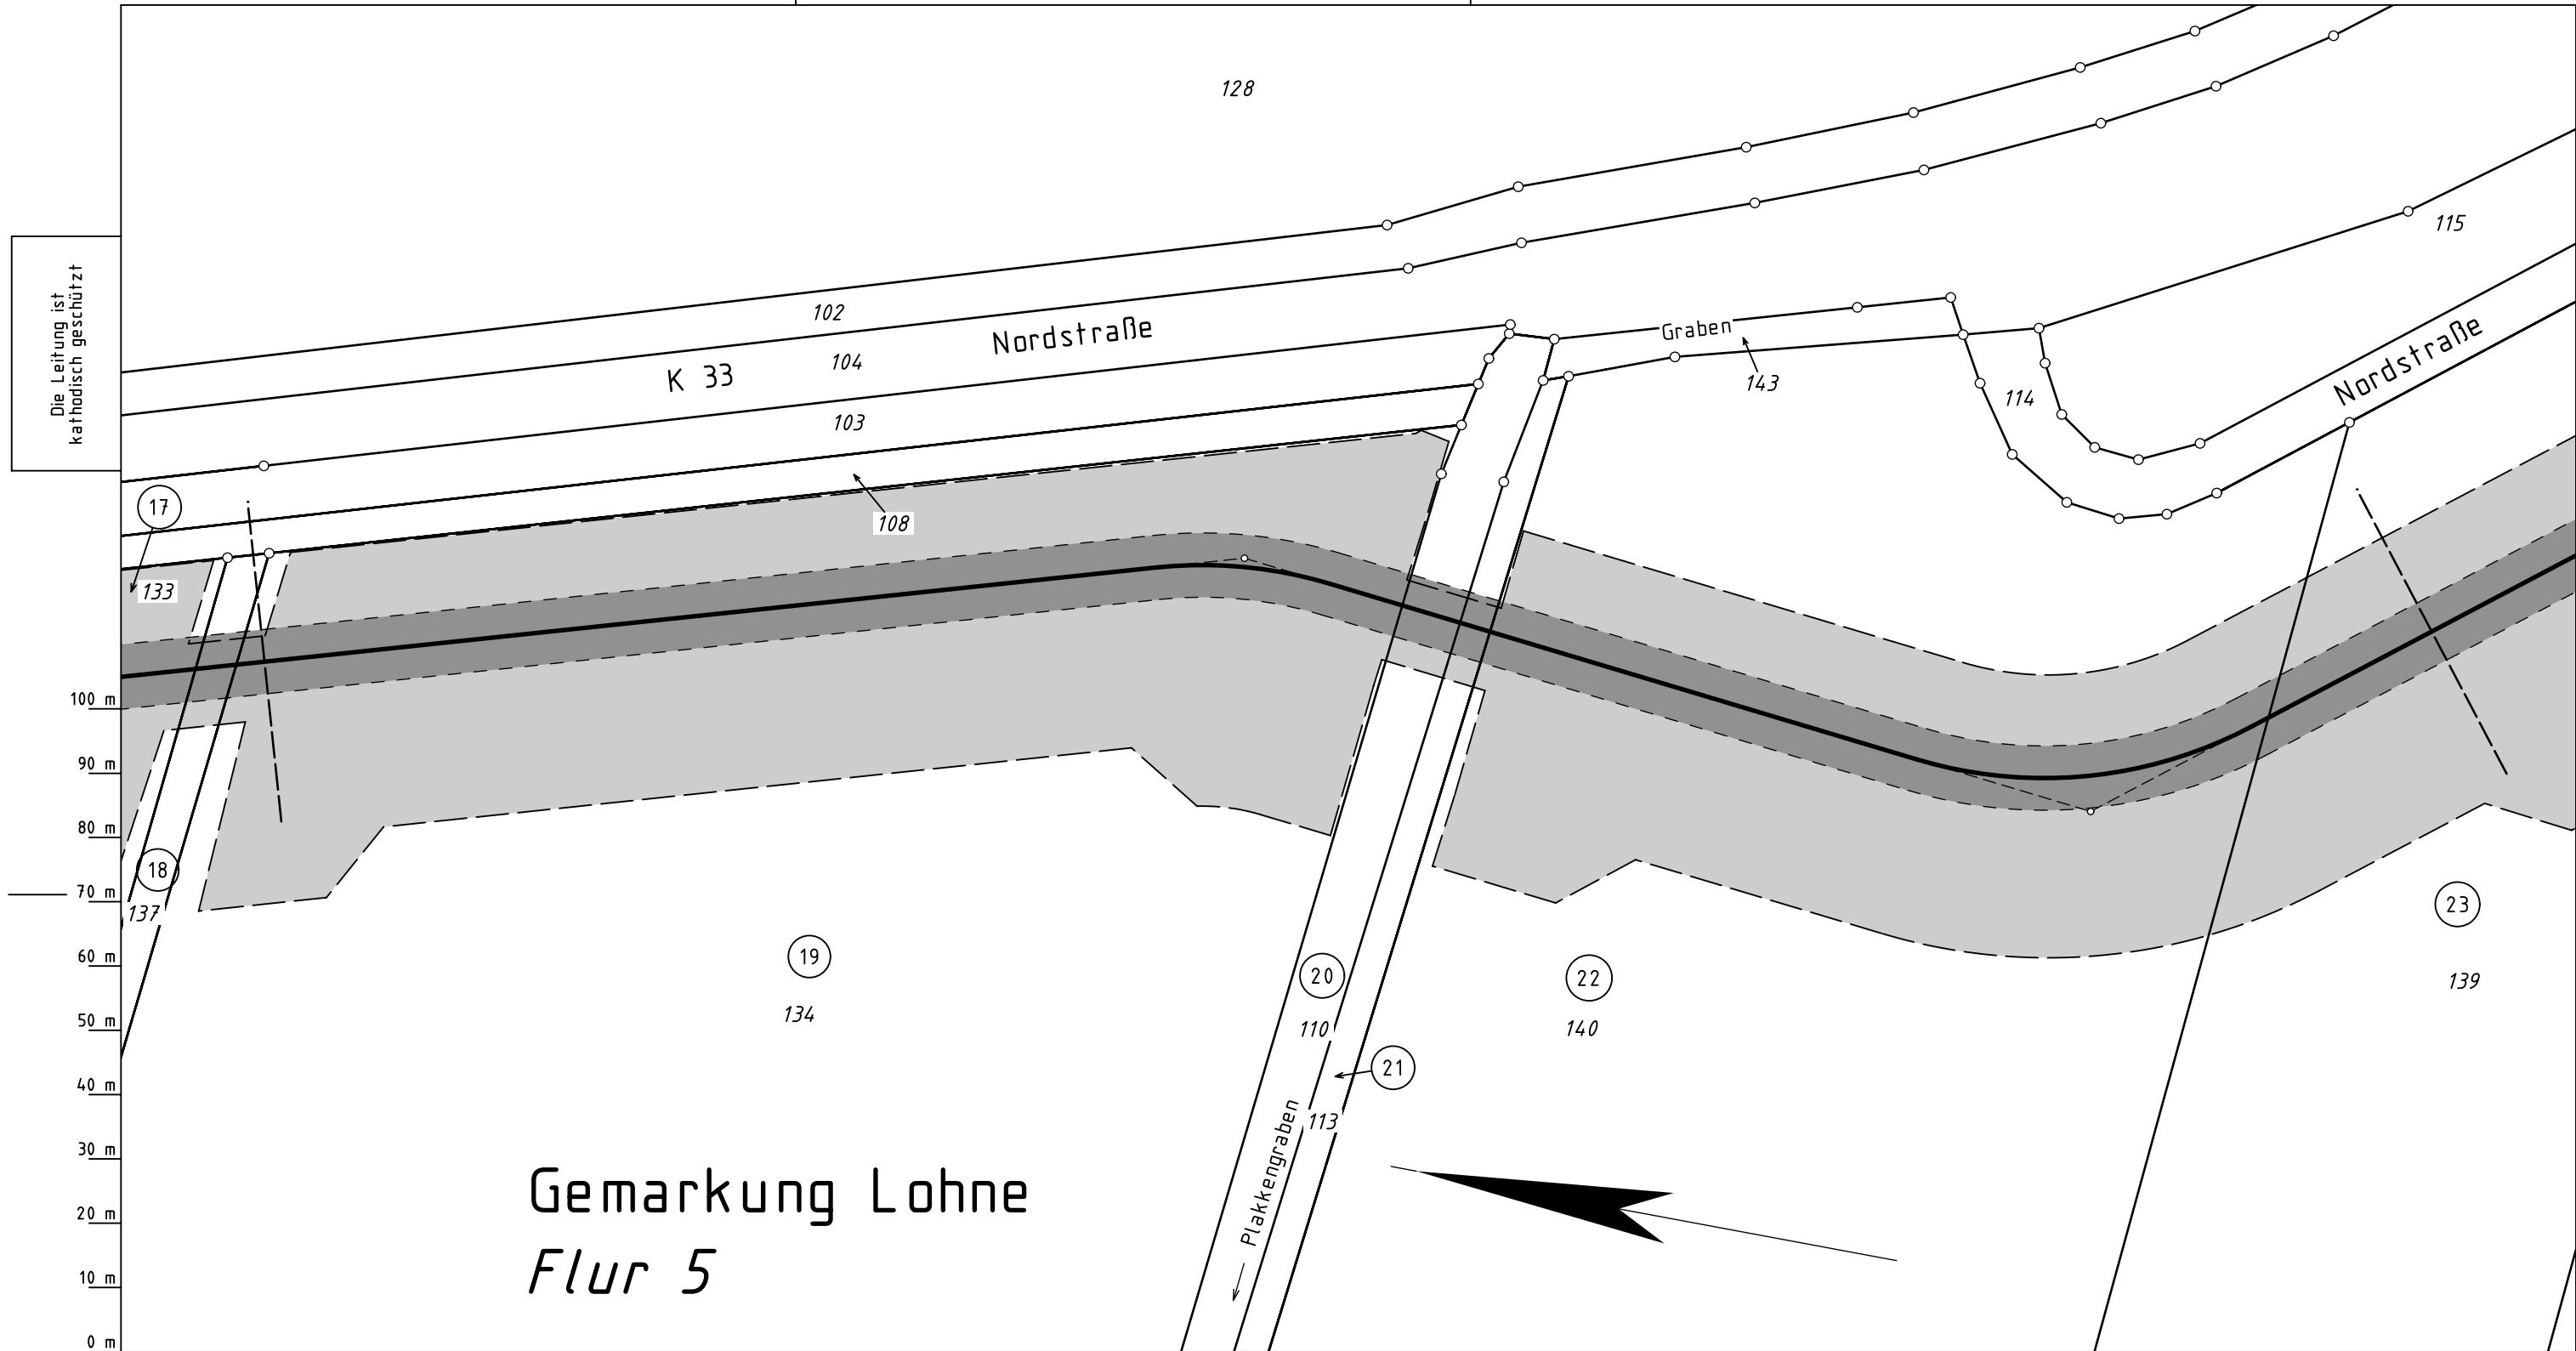 128
115
102
Nordstraße
Graben
104
K 33
143
Nordstraße
114
103
Die Leitung ist
kathodisch geschützt
17
108
133
100 m
90 m
80 m
18
70 m
137
23
60 m
19
20
22
139
50 m
134
110
140
40 m
21
113
30 m
Plakkengraben
Gemarkung Lohne
20 m
Flur 5
10 m
0 m